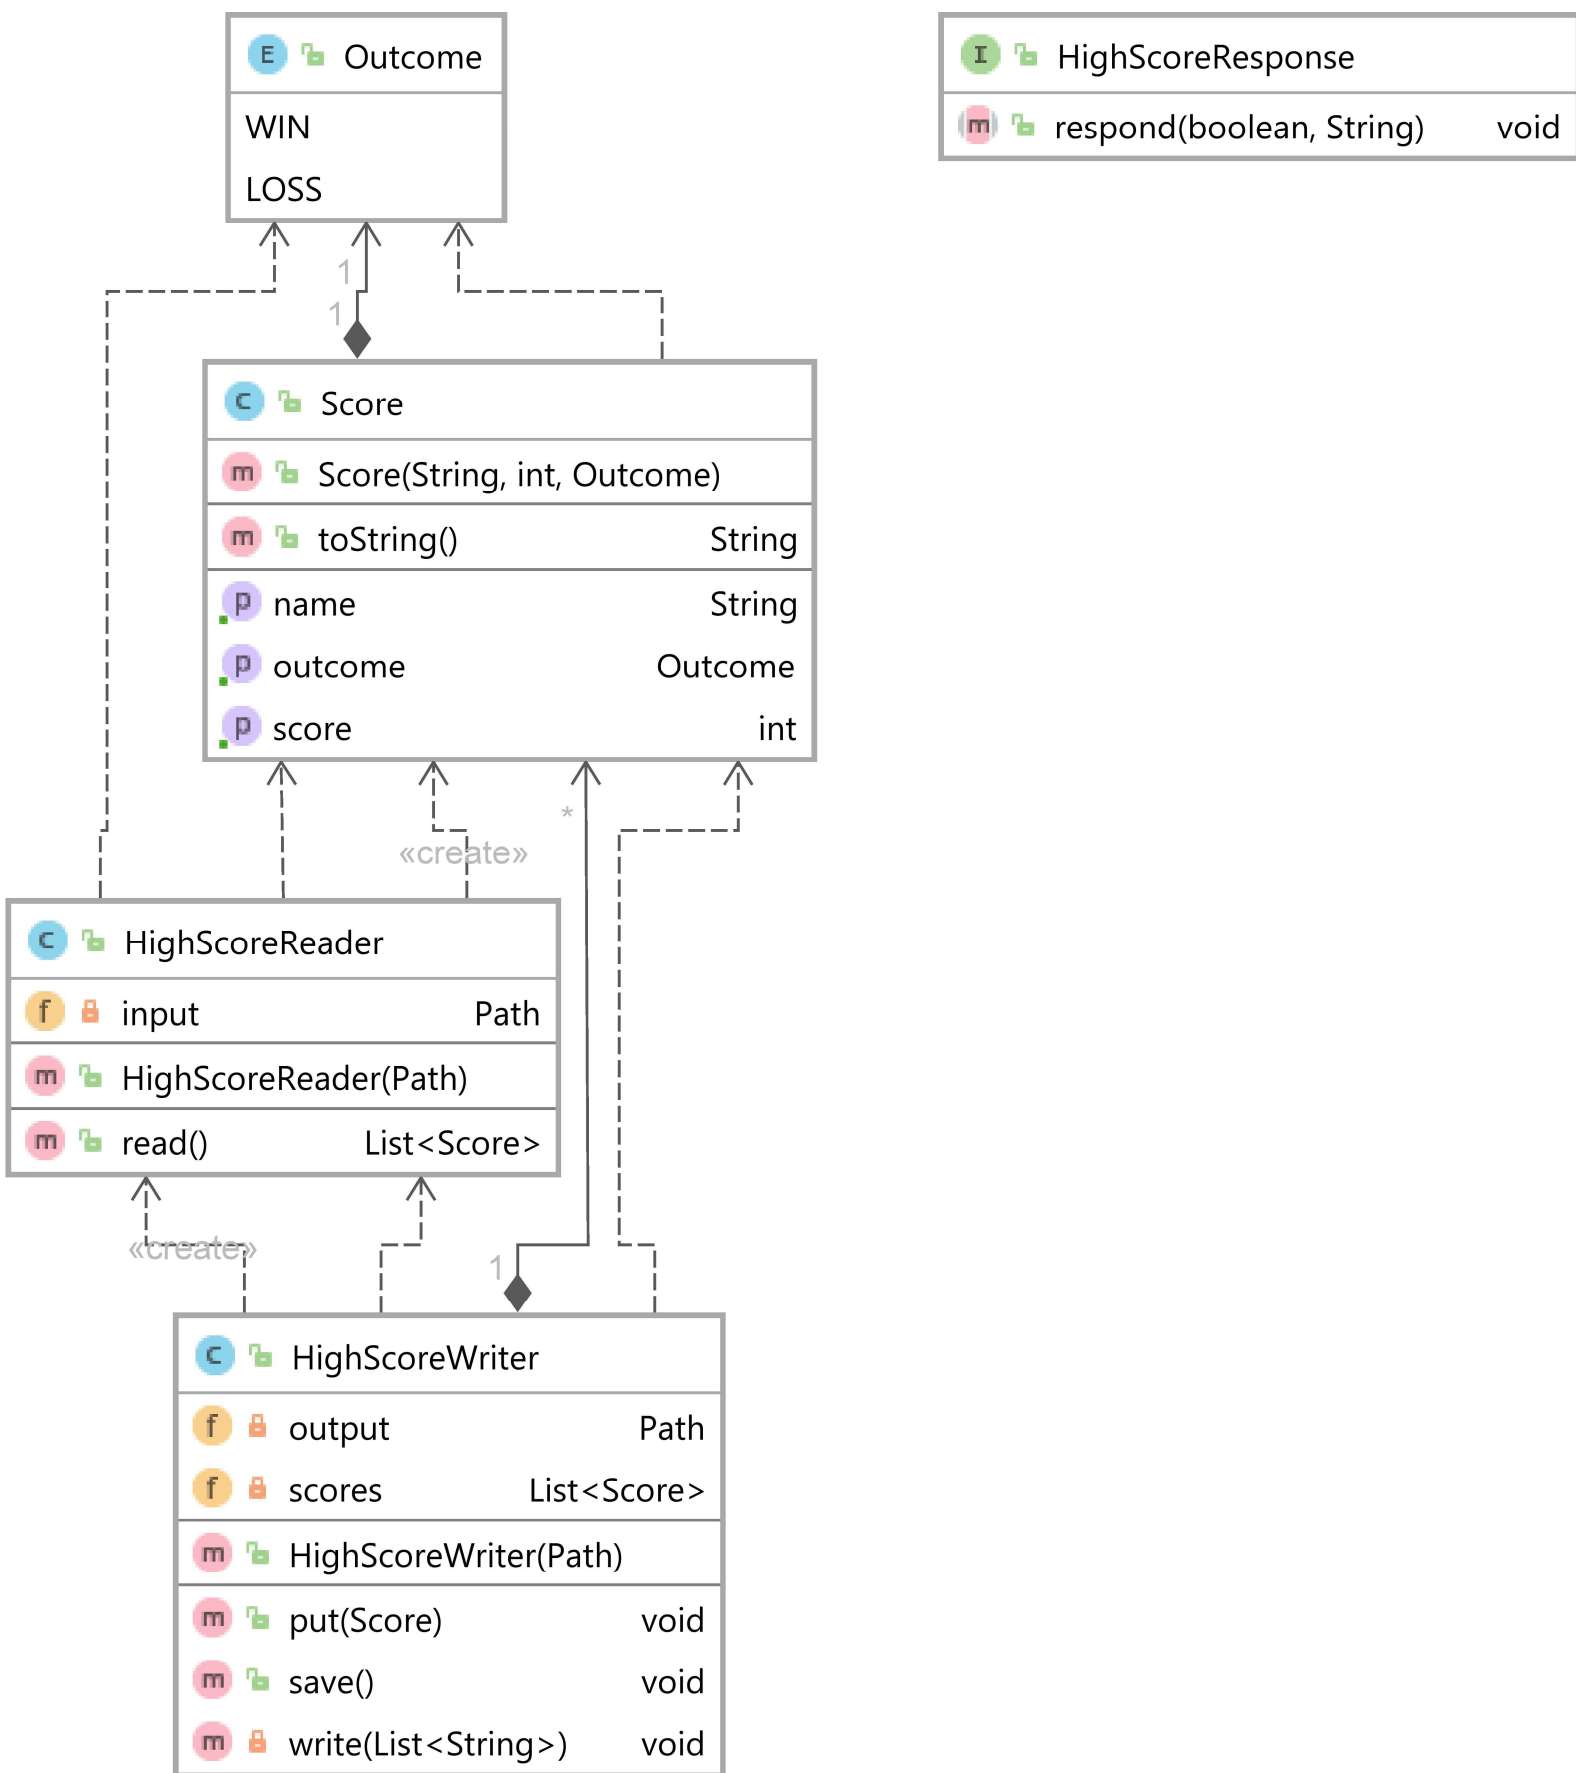 E Outcome
WIN
LOSS
I HighScoreResponse
m respond(boolean, String) void
1
1
C Score
m Score(String, int, Outcome)
m toString() String
p name String
p outcome Outcome
p score int
*
«create»
C HighScoreReader
f input Path
m HighScoreReader(Path)
m read() List<Score>
«create»
1
C HighScoreWriter
f output Path
f scores List<Score>
m HighScoreWriter(Path)
m put(Score) void
m save() void
m write(List<String>) void